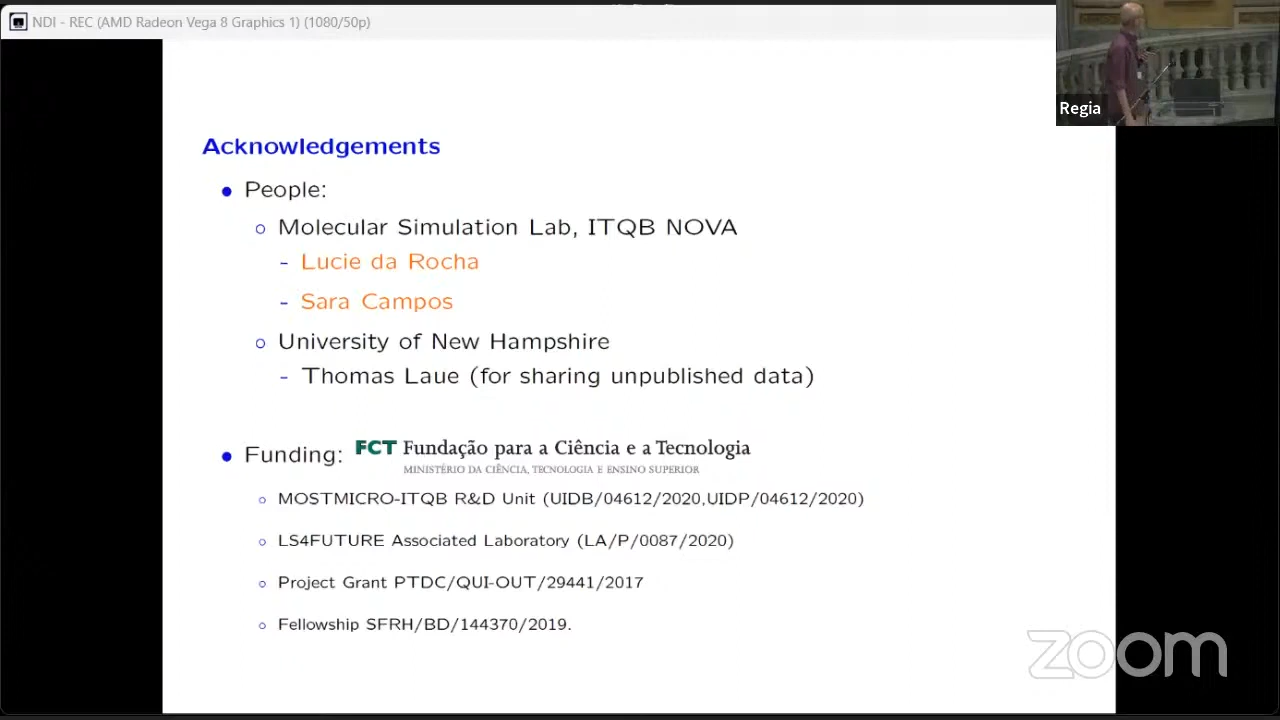 NDI - REC (AMD Radeon Vega 8 Graphics 1) (1080/50p)
Regia
Acknowledgements
• People:
○ Molecular Simulation Lab, ITQB NOVA
- Lucie da Rocha
- Sara Campos
○ University of New Hampshire
- Thomas Laue (for sharing unpublished data)
• Funding: FCT Fundação para a Ciência e a Tecnologia
MINISTÉRIO DA CIÊNCIA, TECNOLOGIA E ENSINO SUPERIOR
○ MOSTMICRO-ITQB R&D Unit (UIDB/04612/2020,UIDP/04612/2020)
○ LS4FUTURE Associated Laboratory (LA/P/0087/2020)
○ Project Grant PTDC/QUI-OUT/29441/2017
○ Fellowship SFRH/BD/144370/2019.
zoom